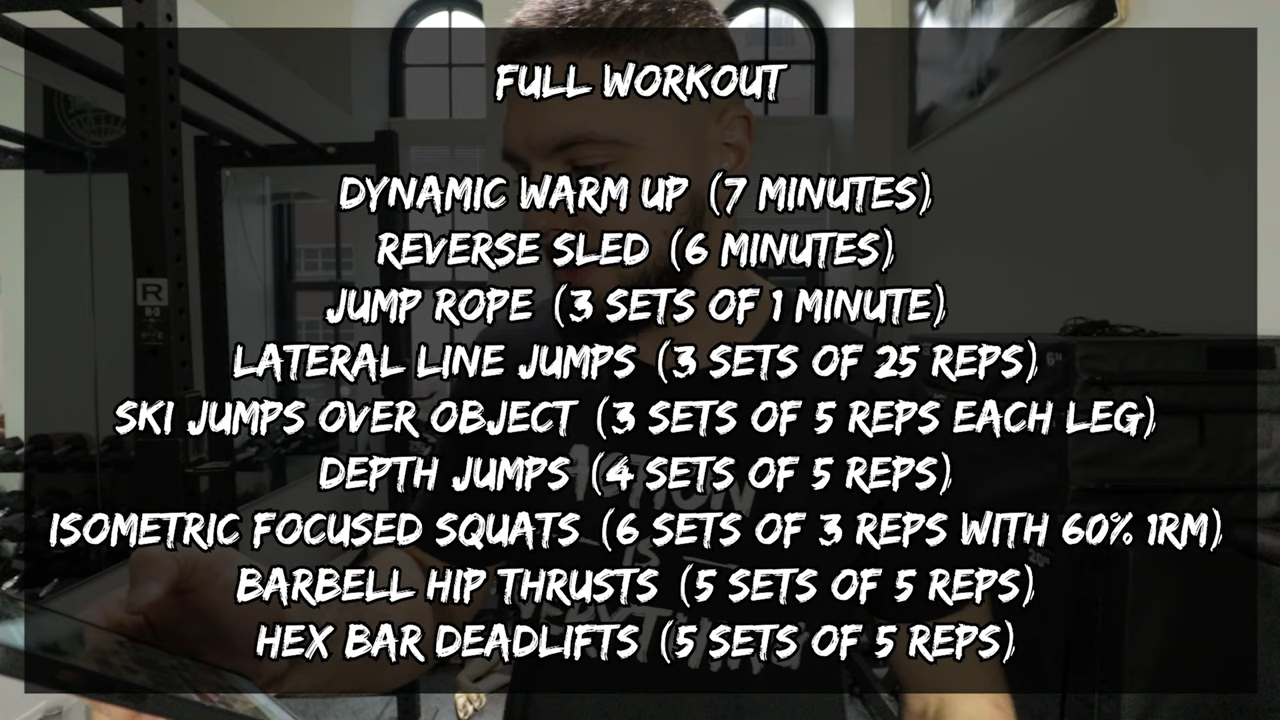 FULL WORKOUT
DYNAMIC WARM UP (7 MINUTES)
REVERSE SLED (6 MINUTES)
JUMP ROPE (3 SETS OF 1 MINUTE)
LATERAL LINE JUMPS (3 SETS OF 25 REPS)
SKI JUMPS OVER OBJECT (3 SETS OF 5 REPS EACH LEG)
DEPTH JUMPS (4 SETS OF 5 REPS)
ISOMETRIC FOCUSED SQUATS (6 SETS OF 3 REPS WITH 60% 1RM)
BARBELL HIP THRUSTS (5 SETS OF 5 REPS)
HEX BAR DEADLIFTS (5 SETS OF 5 REPS)
R
ACTION
IS
6"